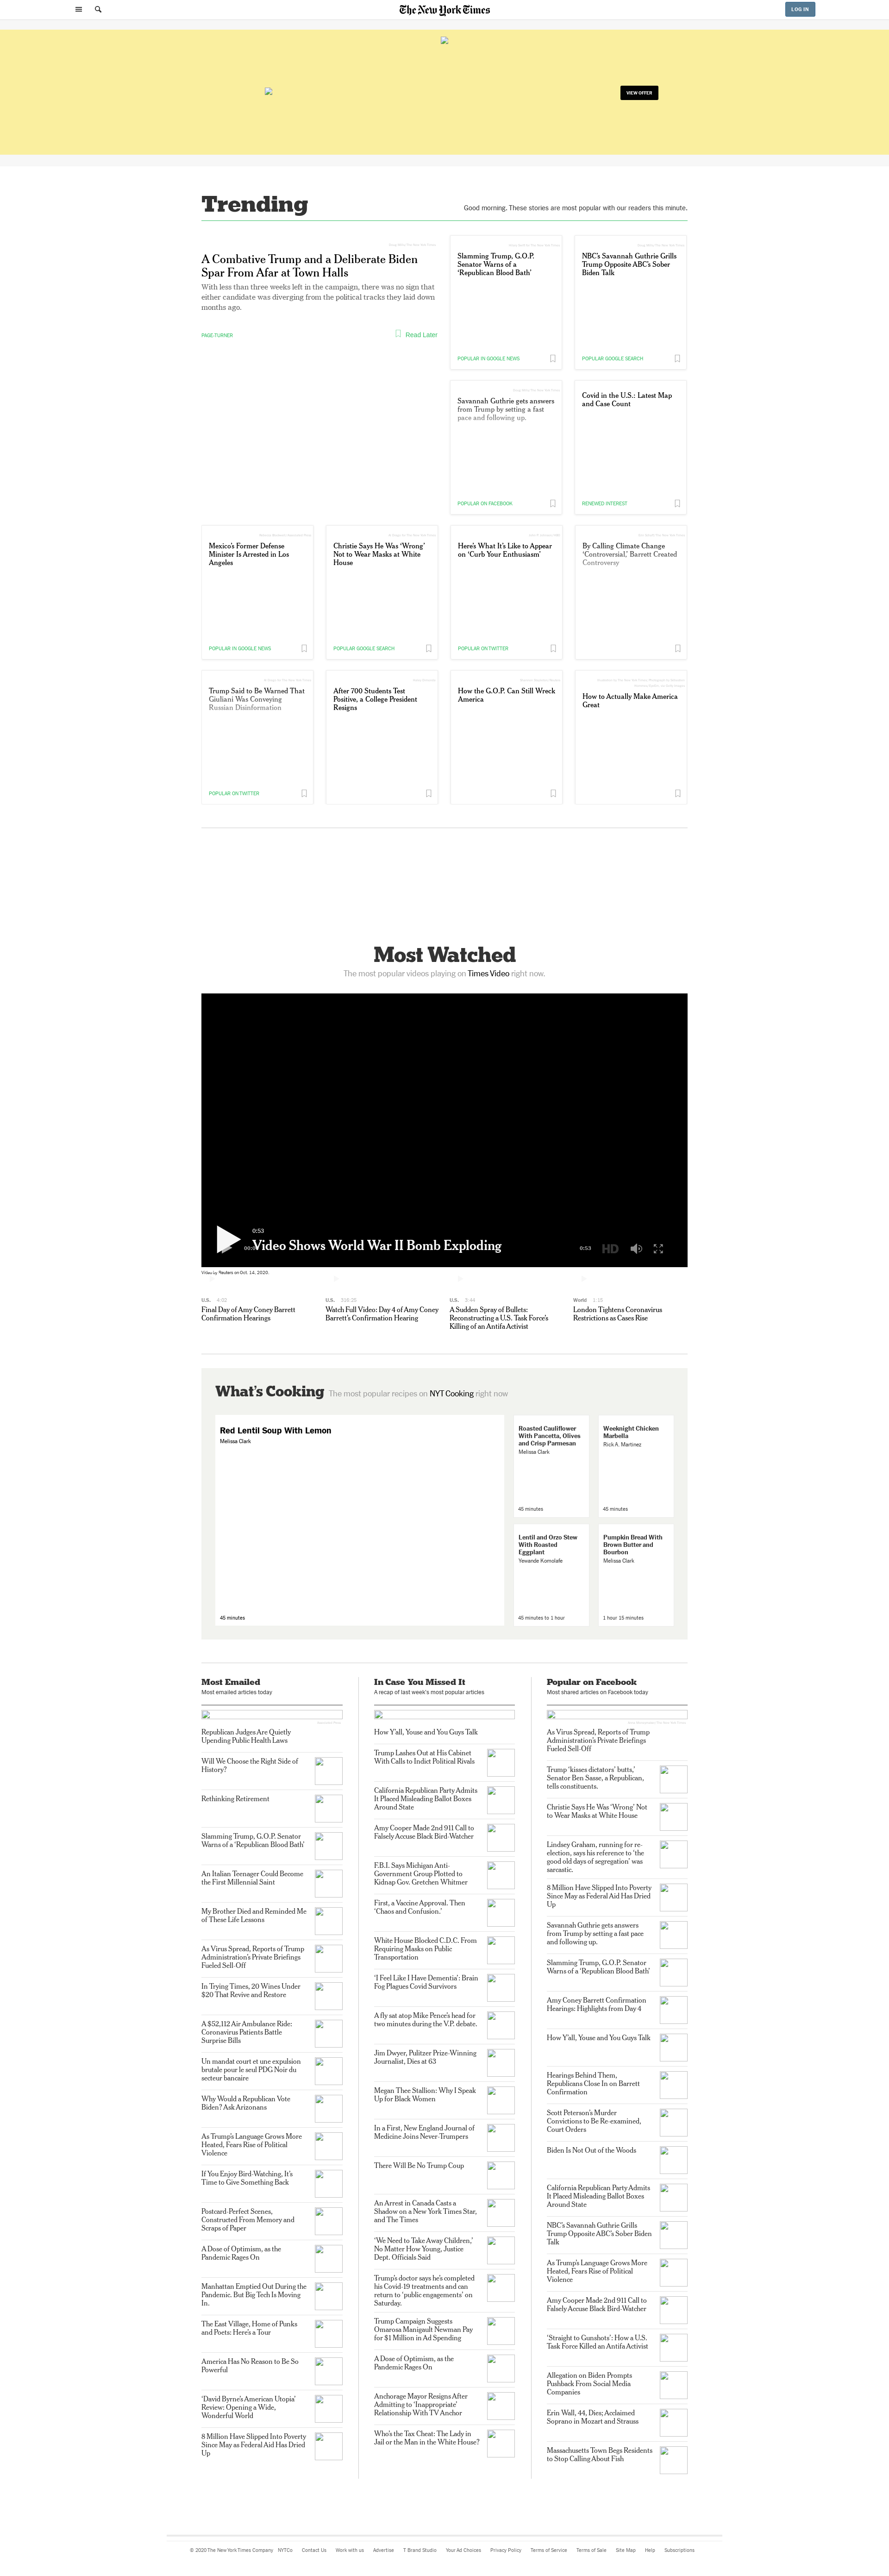 The New York Times
LOG IN
VIEW OFFER
Trending
Good morning. These stories are most popular with our readers this minute.
A Combative Trump and a Deliberate Biden
Spar From Afar at Town Halls
With less than three weeks left in the campaign, there was no sign that
either candidate was diverging from the political tracks they laid down
months ago.
PAGE-TURNER
Read Later
Slamming Trump, G.O.P.
Senator Warns of a
‘Republican Blood Bath’
POPULAR IN GOOGLE NEWS
NBC’s Savannah Guthrie Grills
Trump Opposite ABC’s Sober
Biden Talk
POPULAR GOOGLE SEARCH
Savannah Guthrie gets answers
from Trump by setting a fast
pace and following up.
POPULAR ON FACEBOOK
Covid in the U.S.: Latest Map
and Case Count
RENEWED INTEREST
Mexico’s Former Defense
Minister Is Arrested in Los
Angeles
POPULAR IN GOOGLE NEWS
Christie Says He Was ‘Wrong’
Not to Wear Masks at White
House
POPULAR GOOGLE SEARCH
Here’s What It’s Like to Appear
on ‘Curb Your Enthusiasm’
POPULAR ON TWITTER
By Calling Climate Change
‘Controversial,’ Barrett Created
Controversy
Trump Said to Be Warned That
Giuliani Was Conveying
Russian Disinformation
POPULAR ON TWITTER
After 700 Students Test
Positive, a College President
Resigns
How the G.O.P. Can Still Wreck
America
How to Actually Make America
Great
Most Watched
The most popular videos playing on Times Video right now.
0:53
Video Shows World War II Bomb Exploding
0:53
HD
Video by Reuters on Oct. 14, 2020.
U.S. 4:02
Final Day of Amy Coney Barrett
Confirmation Hearings
U.S.
Watch Full Video: Day 4 of Amy Coney
Barrett’s Confirmation Hearing
U.S.
A Sudden Spray of Bullets:
Reconstructing a U.S. Task Force’s
Killing of an Antifa Activist
World 1:15
London Tightens Coronavirus
Restrictions as Cases Rise
What’s Cooking The most popular recipes on NYT Cooking right now
Red Lentil Soup With Lemon
Melissa Clark
45 minutes
Roasted Cauliflower
With Pancetta, Olives
and Crisp Parmesan
Melissa Clark
45 minutes
Weeknight Chicken
Marbella
Rick A. Martinez
45 minutes
Lentil and Orzo Stew
With Roasted
Eggplant
Yewande Komolafe
45 minutes to 1 hour
Pumpkin Bread With
Brown Butter and
Bourbon
Melissa Clark
1 hour 15 minutes
Most Emailed
Most emailed articles today
Republican Judges Are Quietly
Upending Public Health Laws
Will We Choose the Right Side of
History?
Rethinking Retirement
Slamming Trump, G.O.P. Senator
Warns of a ‘Republican Blood Bath’
An Italian Teenager Could Become
the First Millennial Saint
My Brother Died and Reminded Me
of These Life Lessons
As Virus Spread, Reports of Trump
Administration’s Private Briefings
Fueled Sell-Off
In Trying Times, 20 Wines Under
$20 That Revive and Restore
A $52,112 Air Ambulance Ride:
Coronavirus Patients Battle
Surprise Bills
Un mandat court et une expulsion
brutale pour le seul PDG Noir du
secteur bancaire
Why Would a Republican Vote
Biden? Ask Arizonans
As Trump’s Language Grows More
Heated, Fears Rise of Political
Violence
If You Enjoy Bird-Watching, It’s
Time to Give Something Back
Postcard-Perfect Scenes,
Constructed From Memory and
Scraps of Paper
A Dose of Optimism, as the
Pandemic Rages On
Manhattan Emptied Out During the
Pandemic. But Big Tech Is Moving
In.
The East Village, Home of Punks
and Poets: Here’s a Tour
America Has No Reason to Be So
Powerful
‘David Byrne’s American Utopia’
Review: Opening a Wide,
Wonderful World
8 Million Have Slipped Into Poverty
Since May as Federal Aid Has Dried
Up
In Case You Missed It
A recap of last week’s most popular articles
How Y’all, Youse and You Guys Talk
Trump Lashes Out at His Cabinet
With Calls to Indict Political Rivals
California Republican Party Admits
It Placed Misleading Ballot Boxes
Around State
Amy Cooper Made 2nd 911 Call to
Falsely Accuse Black Bird-Watcher
F.B.I. Says Michigan Anti-
Government Group Plotted to
Kidnap Gov. Gretchen Whitmer
First, a Vaccine Approval. Then
‘Chaos and Confusion.’
White House Blocked C.D.C. From
Requiring Masks on Public
Transportation
‘I Feel Like I Have Dementia’: Brain
Fog Plagues Covid Survivors
A fly sat atop Mike Pence’s head for
two minutes during the V.P. debate.
Jim Dwyer, Pulitzer Prize-Winning
Journalist, Dies at 63
Megan Thee Stallion: Why I Speak
Up for Black Women
In a First, New England Journal of
Medicine Joins Never-Trumpers
There Will Be No Trump Coup
An Arrest in Canada Casts a
Shadow on a New York Times Star,
and The Times
‘We Need to Take Away Children,’
No Matter How Young, Justice
Dept. Officials Said
Trump’s doctor says he’s completed
his Covid-19 treatments and can
return to ‘public engagements’ on
Saturday.
Trump Campaign Suggests
Omarosa Manigault Newman Pay
for $1 Million in Ad Spending
A Dose of Optimism, as the
Pandemic Rages On
Anchorage Mayor Resigns After
Admitting to ‘Inappropriate’
Relationship With TV Anchor
Who’s the Tax Cheat: The Lady in
Jail or the Man in the White House?
Popular on Facebook
Most shared articles on Facebook today
As Virus Spread, Reports of Trump
Administration’s Private Briefings
Fueled Sell-Off
Trump ‘kisses dictators’ butts,’
Senator Ben Sasse, a Republican,
tells constituents.
Christie Says He Was ‘Wrong’ Not
to Wear Masks at White House
Lindsey Graham, running for re-
election, says his reference to ‘the
good old days of segregation’ was
sarcastic.
8 Million Have Slipped Into Poverty
Since May as Federal Aid Has Dried
Up
Savannah Guthrie gets answers
from Trump by setting a fast pace
and following up.
Slamming Trump, G.O.P. Senator
Warns of a ‘Republican Blood Bath’
Amy Coney Barrett Confirmation
Hearings: Highlights from Day 4
How Y’all, Youse and You Guys Talk
Hearings Behind Them,
Republicans Close In on Barrett
Confirmation
Scott Peterson’s Murder
Convictions to Be Re-examined,
Court Orders
Biden Is Not Out of the Woods
California Republican Party Admits
It Placed Misleading Ballot Boxes
Around State
NBC’s Savannah Guthrie Grills
Trump Opposite ABC’s Sober Biden
Talk
As Trump’s Language Grows More
Heated, Fears Rise of Political
Violence
Amy Cooper Made 2nd 911 Call to
Falsely Accuse Black Bird-Watcher
‘Straight to Gunshots’: How a U.S.
Task Force Killed an Antifa Activist
Allegation on Biden Prompts
Pushback From Social Media
Companies
Erin Wall, 44, Dies; Acclaimed
Soprano in Mozart and Strauss
Massachusetts Town Begs Residents
to Stop Calling About Fish
© 2020 The New York Times Company NYTCo Contact Us Work with us Advertise T Brand Studio Your Ad Choices Privacy Policy Terms of Service Terms of Sale Site Map Help Subscriptions